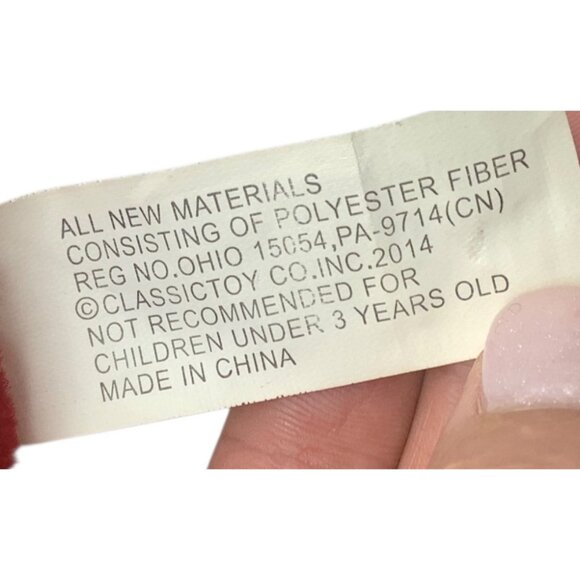 ALL NEW MATERIALS
CONSISTING OF POLYESTER FIBER
REG NO.OHIO 15054,PA-9714(CN)
©CLASSICTOY CO.INC.2014
NOT RECOMMENDED FOR
CHILDREN UNDER 3 YEARS OLD
MADE IN CHINA